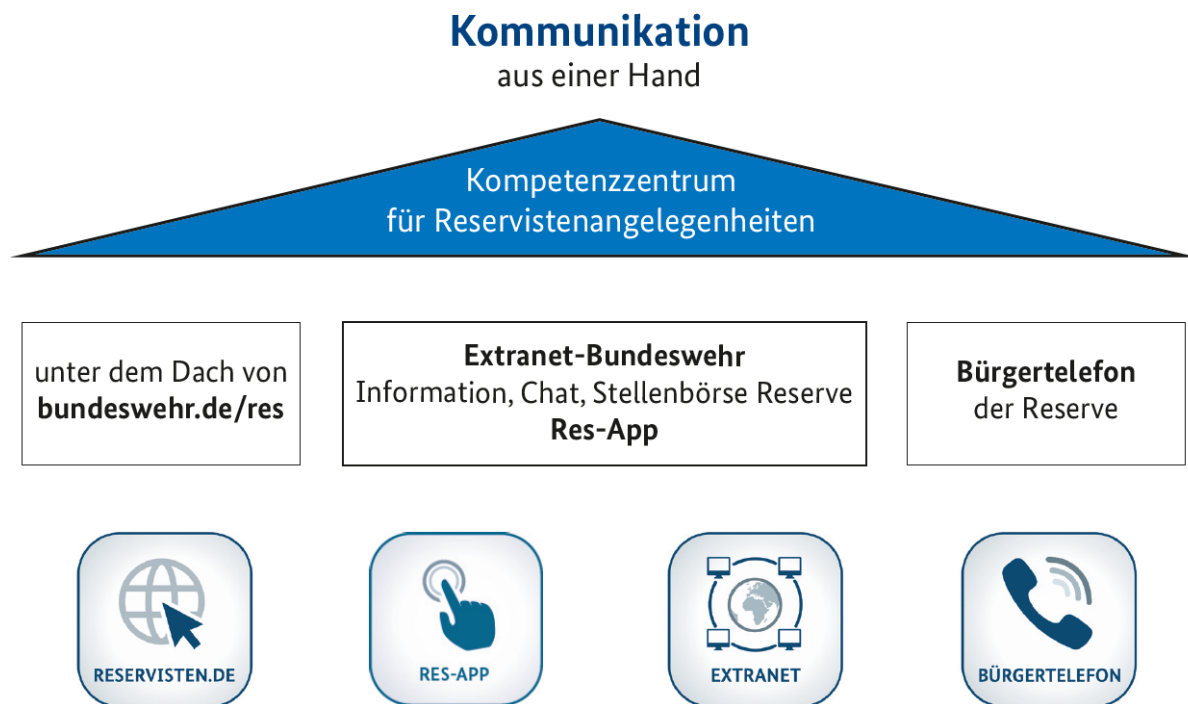 Kommunikation
aus einer Hand
Kompetenzzentrum
für Reservistenangelegenheiten
unter dem Dach von
bundeswehr.de/res
Extranet-Bundeswehr
Information, Chat, Stellenbörse Reserve
Res-App
Bürgertelefon
der Reserve
RESERVISTEN.DE
RES-APP
EXTRANET
BÜRGERTELEFON